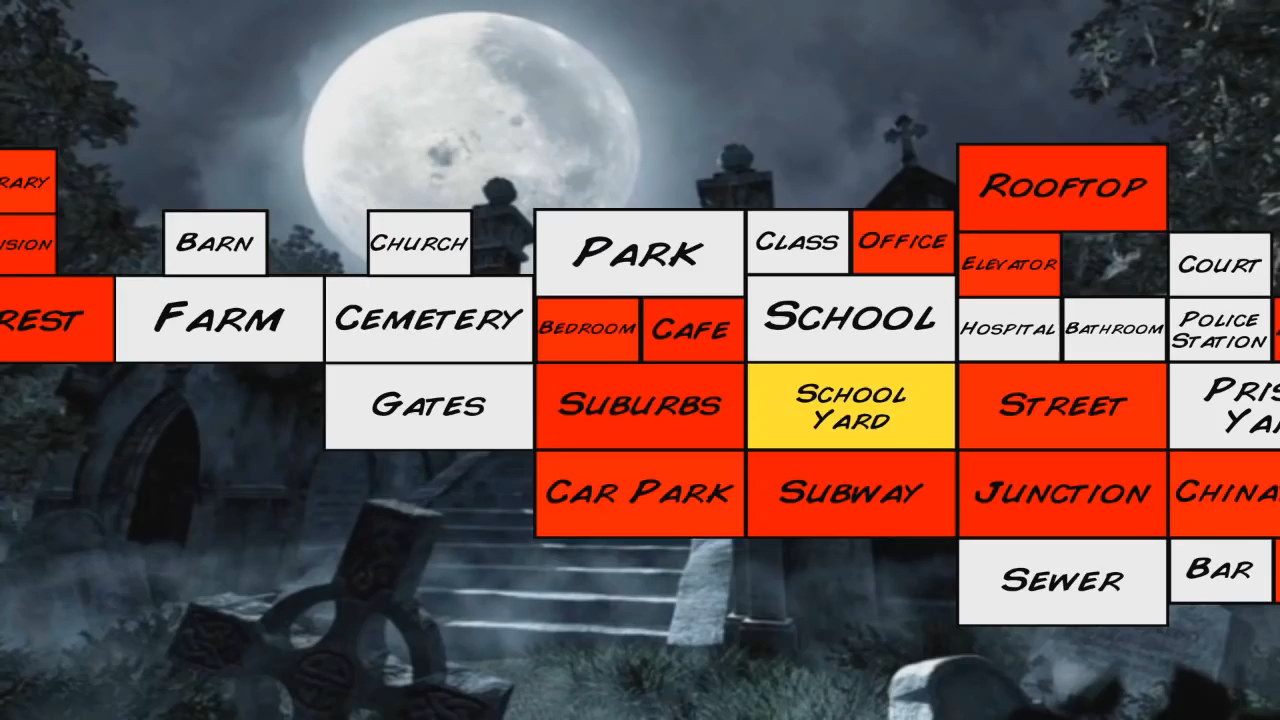 ROOFTOP
BARN
CHURCH
PARK
CLASS
OFFICE
ELEVATOR
COURT
FARM
CEMETERY
BEDROOM
CAFE
SCHOOL
HOSPITAL
BATHROOM
POLICE
STATION
GATES
SUBURBS
SCHOOL
YARD
STREET
CAR PARK
SUBWAY
JUNCTION
SEWER
BAR